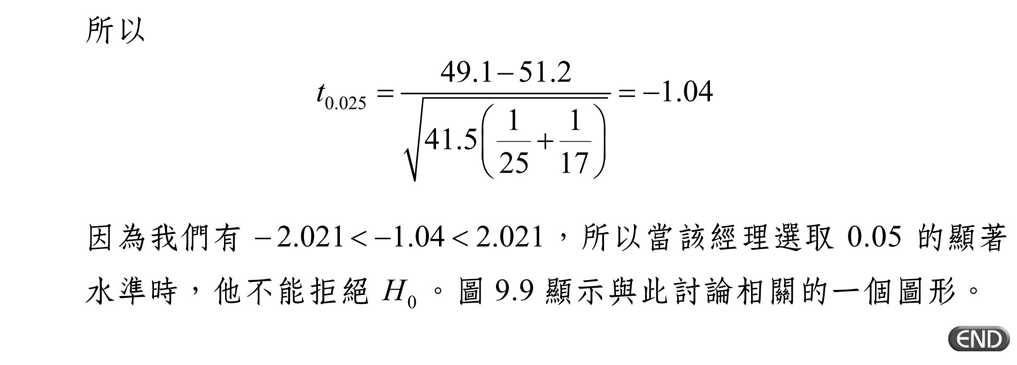 所以
t₀.₀₂₅ = (49.1 − 51.2) / √(41.5(1/25 + 1/17)) = −1.04
因為我們有 −2.021 < −1.04 < 2.021，所以當該經理選取 0.05 的顯著
水準時，他不能拒絕 H₀。圖 9.9 顯示與此討論相關的一個圖形。
END